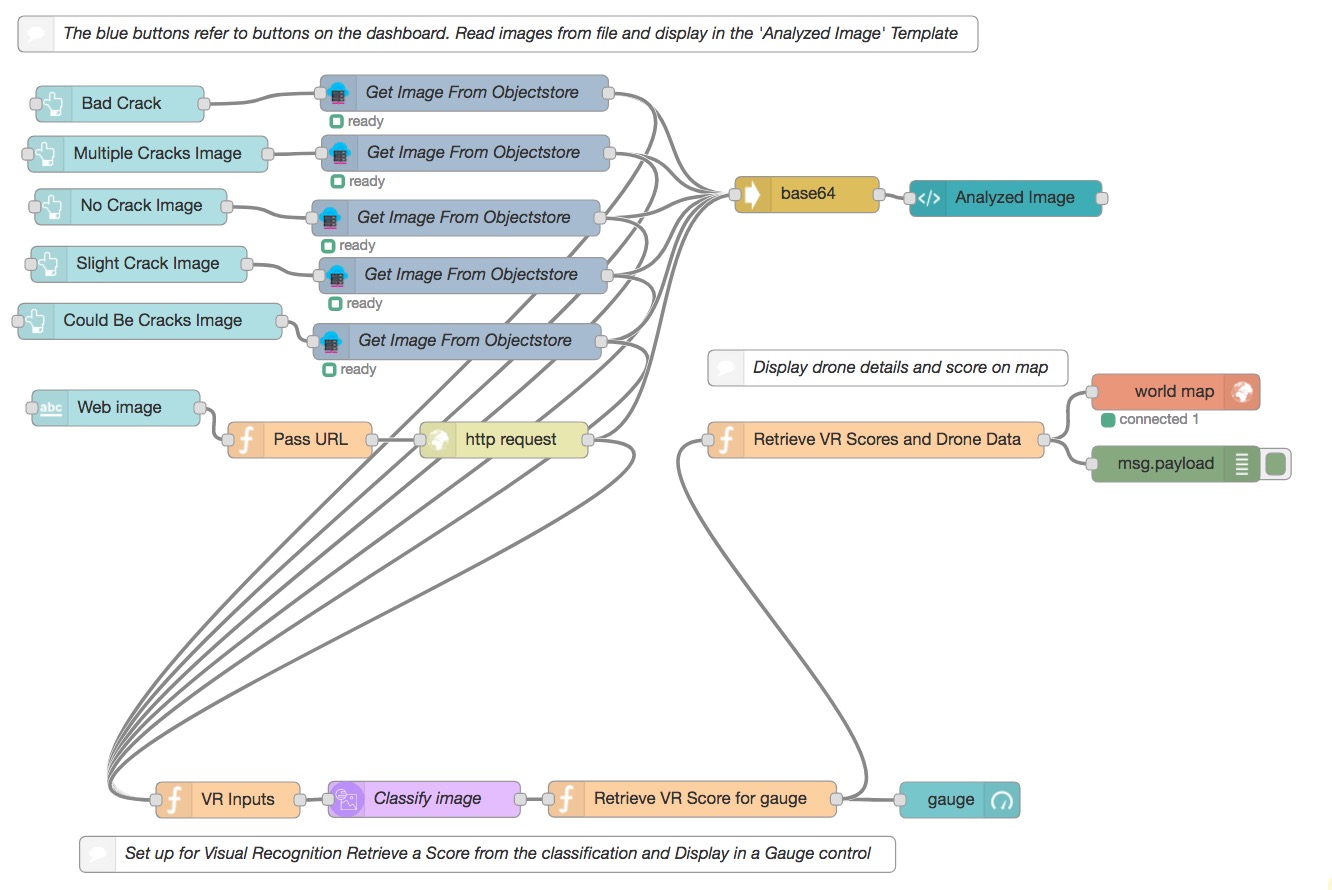 The blue buttons refer to buttons on the dashboard. Read images from file and display in the 'Analyzed Image' Template
Bad Crack
Get Image From Objectstore
ready
Multiple Cracks Image
Get Image From Objectstore
ready
base64
Analyzed Image
</>
No Crack Image
Get Image From Objectstore
ready
Slight Crack Image
Get Image From Objectstore
ready
Could Be Cracks Image
Get Image From Objectstore
ready
Display drone details and score on map
abc
Web image
f
Pass URL
http request
f
Retrieve VR Scores and Drone Data
world map
connected 1
msg.payload
f
VR Inputs
Classify image
f
Retrieve VR Score for gauge
gauge
Set up for Visual Recognition Retrieve a Score from the classification and Display in a Gauge control